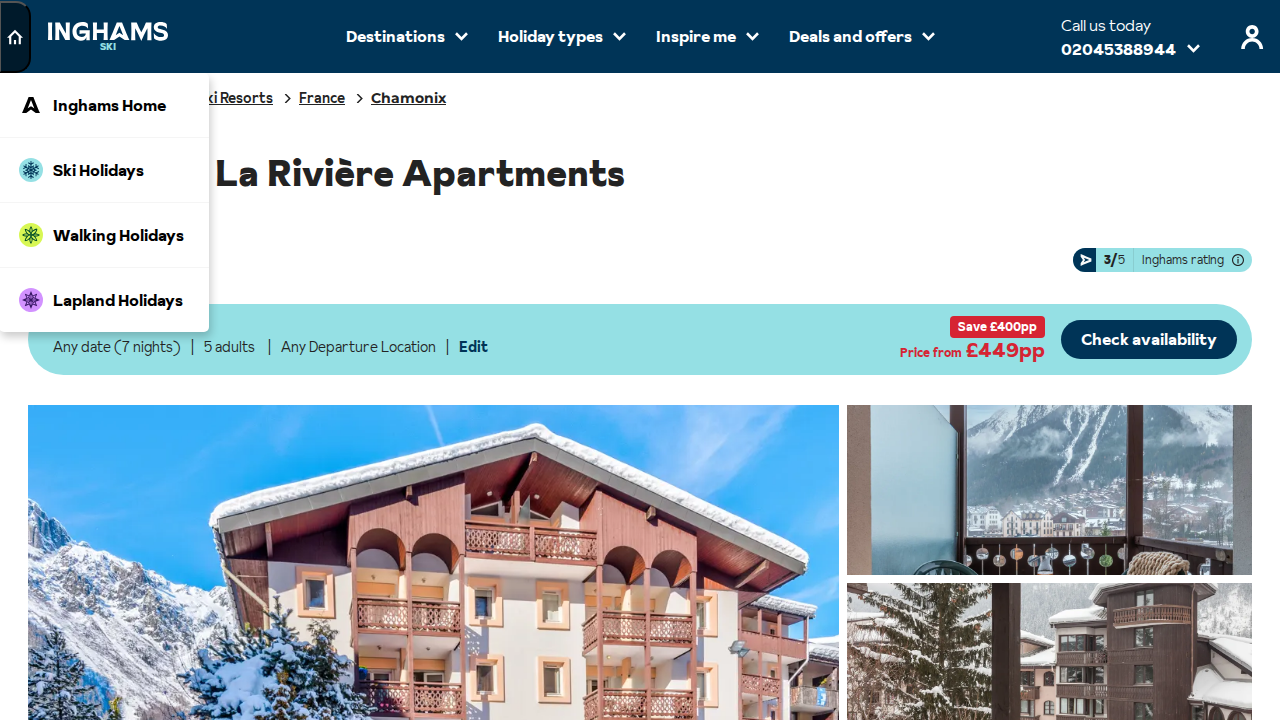 INGHAMS
SKI
Destinations
Holiday types
Inspire me
Deals and offers
Call us today
02045388944
Inghams Home
Ski Holidays
Walking Holidays
Lapland Holidays
Resorts
France
Chamonix
La Rivière Apartments
3/5
Inghams rating
Any date (7 nights) | 5 adults | Any Departure Location | Edit
Save £400pp
Price from £449pp
Check availability